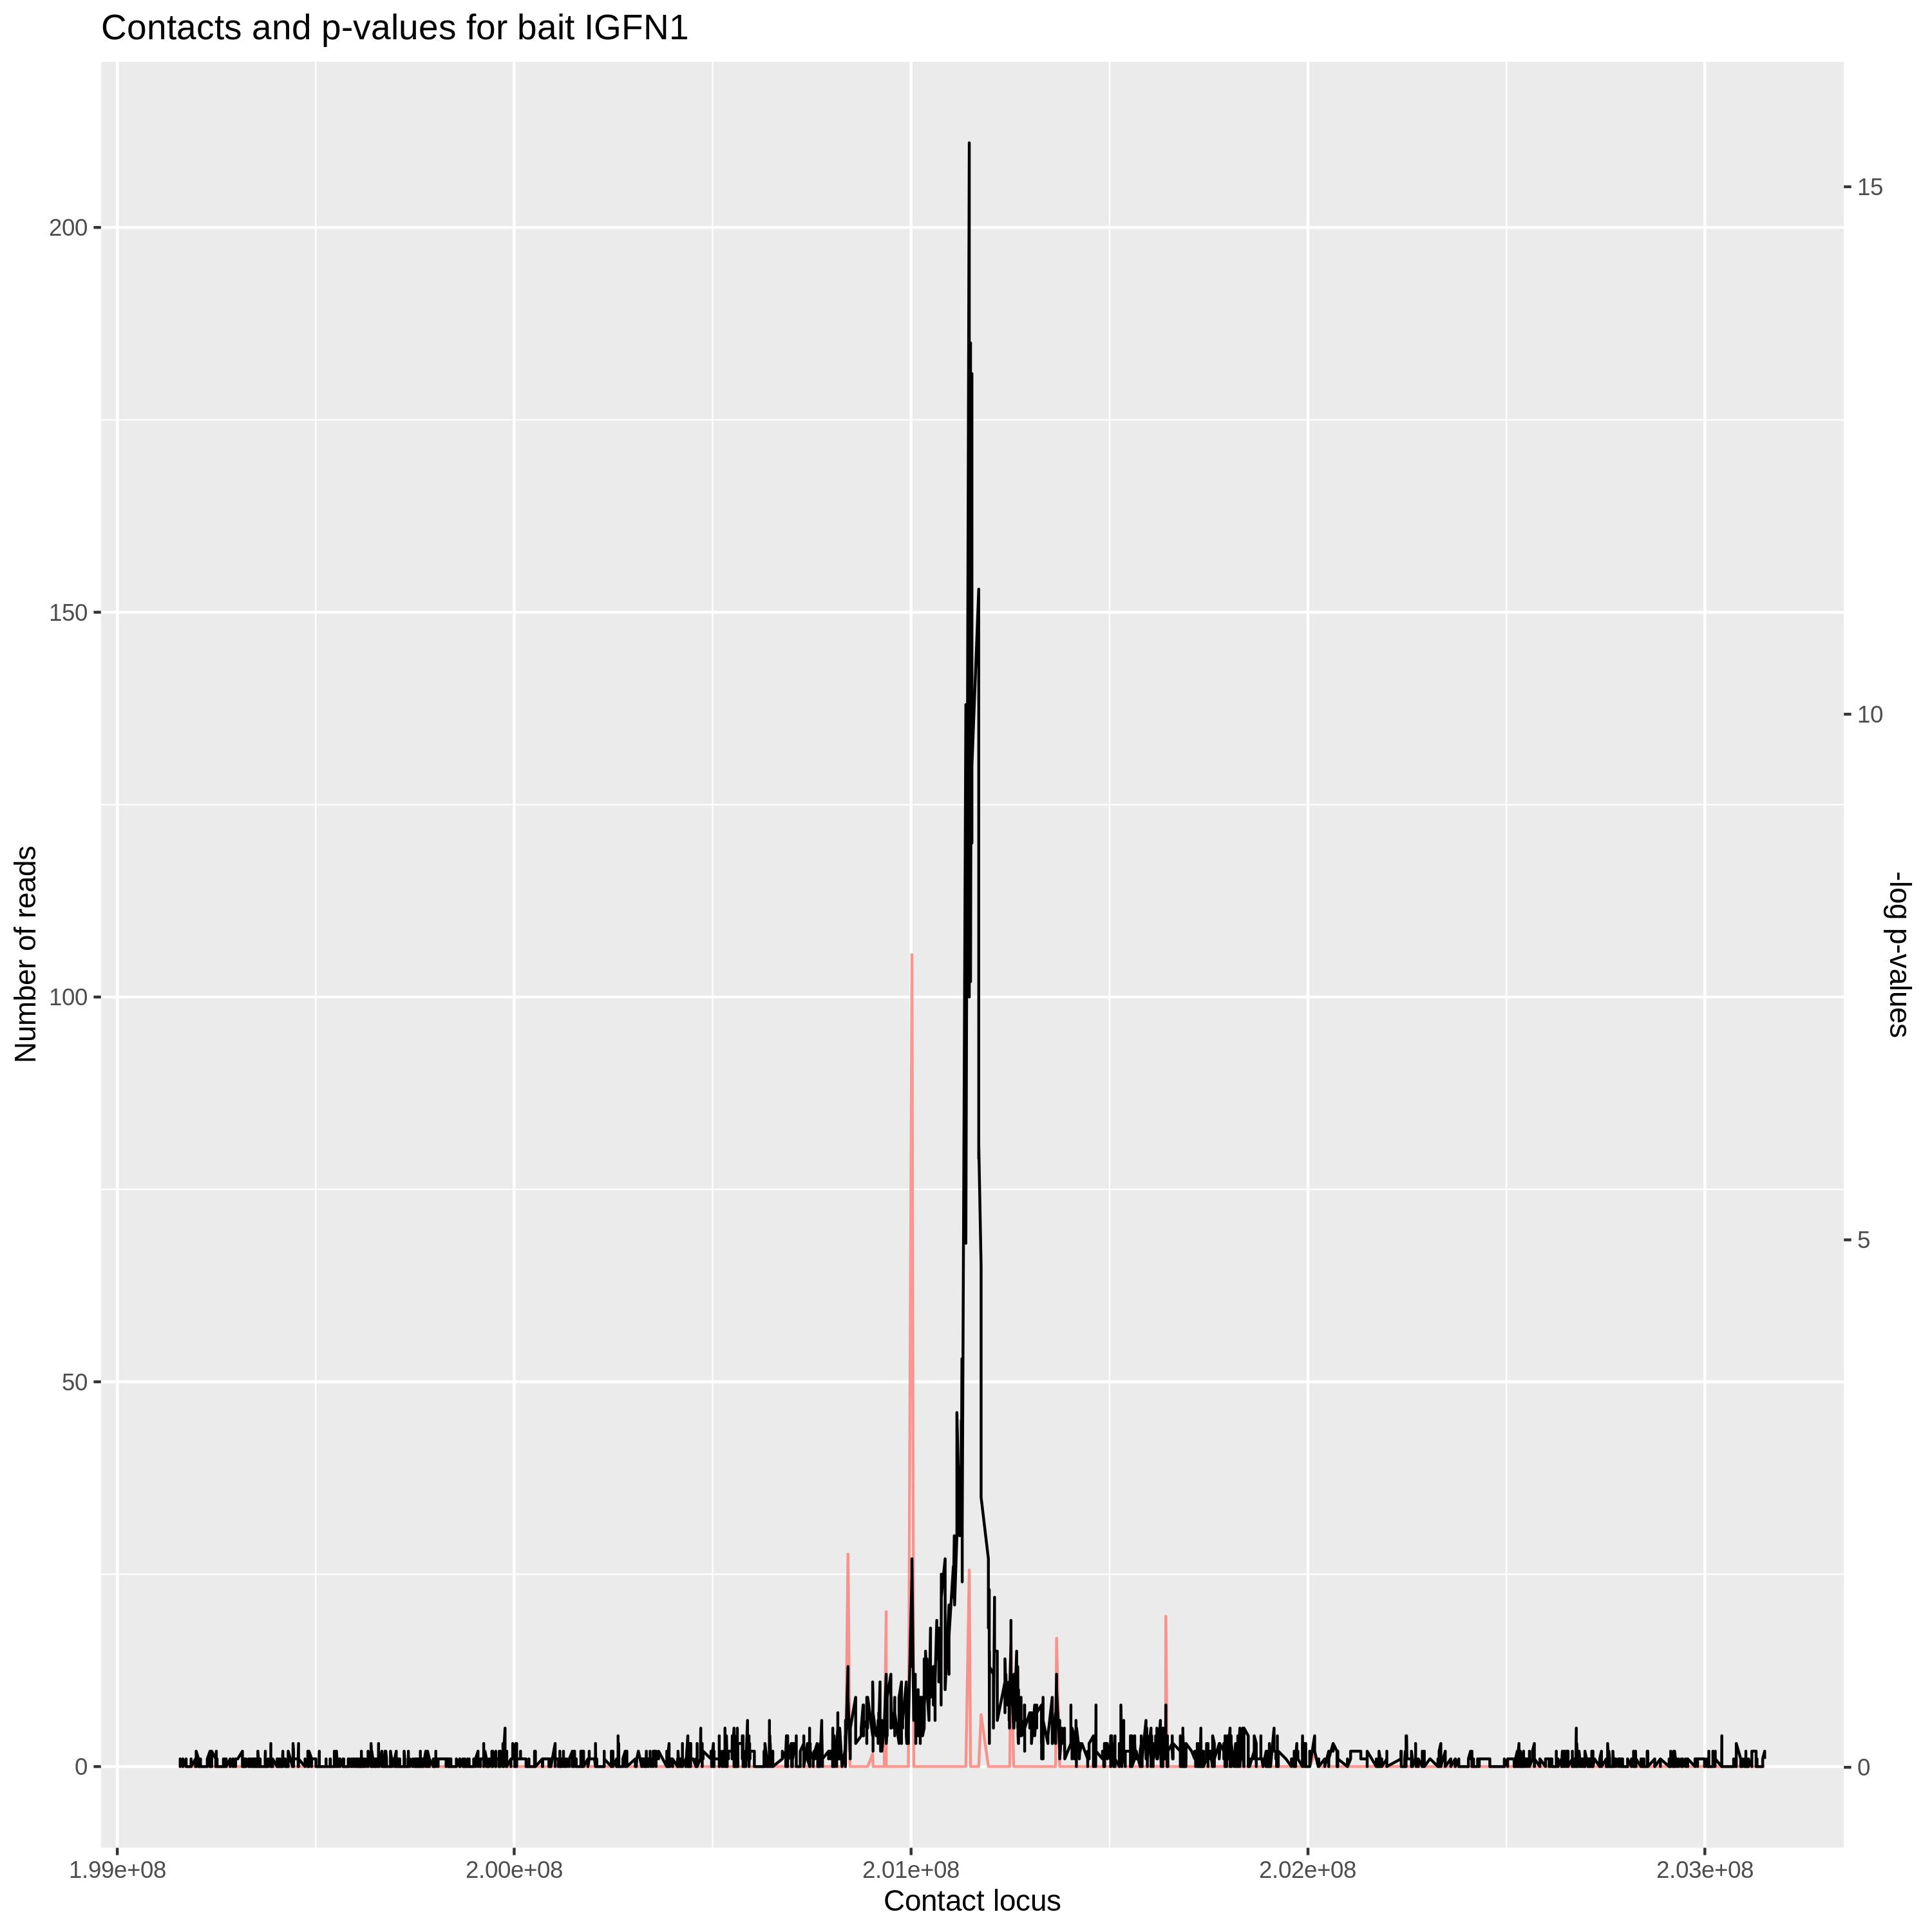 Contacts and p-values for bait IGFN1
200
150
100
50
0
Number of reads
15
10
5
0
-log p-values
1.99e+08
2.00e+08
2.01e+08
2.02e+08
2.03e+08
Contact locus